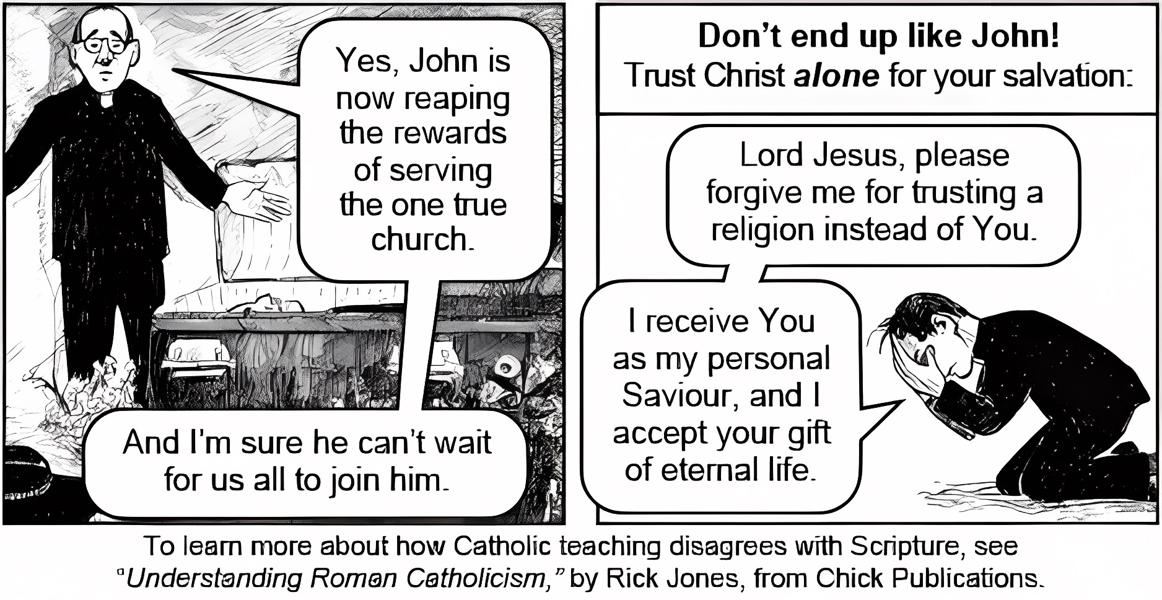 Yes, John is
now reaping
the rewards
of serving
the one true
church.
And I'm sure he can't wait
for us all to join him.
Don't end up like John!
Trust Christ alone for your salvation:
Lord Jesus, please
forgive me for trusting a
religion instead of You.
I receive You
as my personal
Saviour, and I
accept your gift
of eternal life.
To learn more about how Catholic teaching disagrees with Scripture, see
“Understanding Roman Catholicism,” by Rick Jones, from Chick Publications.